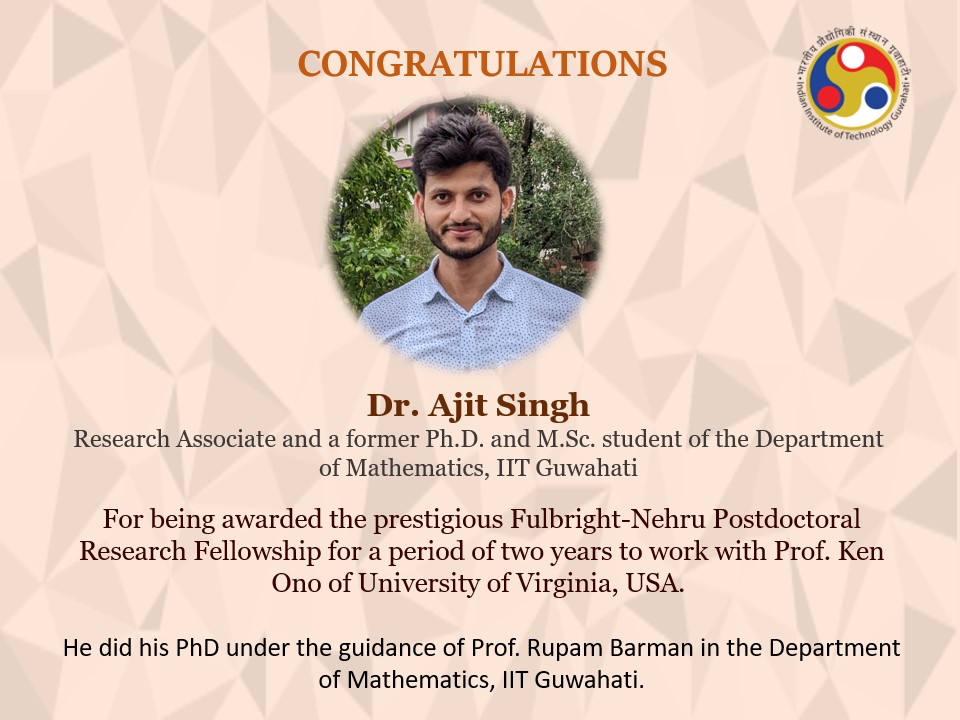 CONGRATULATIONS
भारतीय प्रौद्योगिकी संस्थान गुवाहाटी
Indian Institute of Technology Guwahati
Dr. Ajit Singh
Research Associate and a former Ph.D. and M.Sc. student of the Department
of Mathematics, IIT Guwahati
For being awarded the prestigious Fulbright-Nehru Postdoctoral
Research Fellowship for a period of two years to work with Prof. Ken
Ono of University of Virginia, USA.
He did his PhD under the guidance of Prof. Rupam Barman in the Department
of Mathematics, IIT Guwahati.